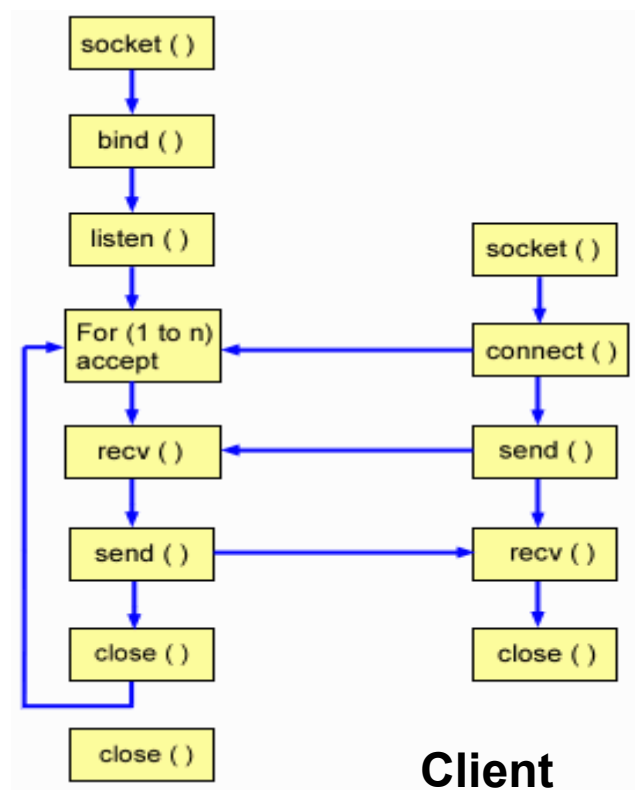 socket ( )
bind ( )
listen ( )
For (1 to n)
accept
recv ( )
send ( )
close ( )
close ( )
socket ( )
connect ( )
send ( )
recv ( )
close ( )
Client